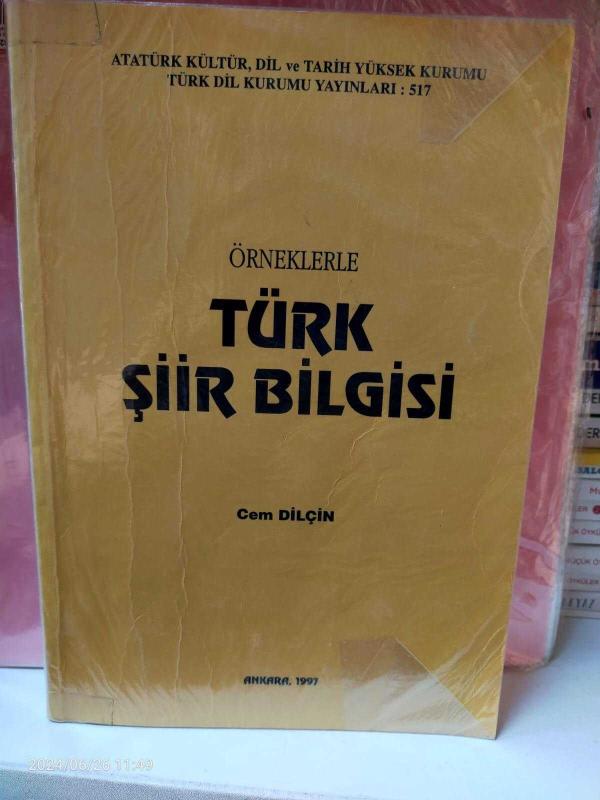 ATATÜRK KÜLTÜR, DİL ve TARİH YÜKSEK KURUMU
TÜRK DİL KURUMU YAYINLARI : 517
ÖRNEKLERLE
TÜRK
ŞİİR BİLGİSİ
Cem DİLÇİN
ANKARA, 1997
2024/06/26 11:49